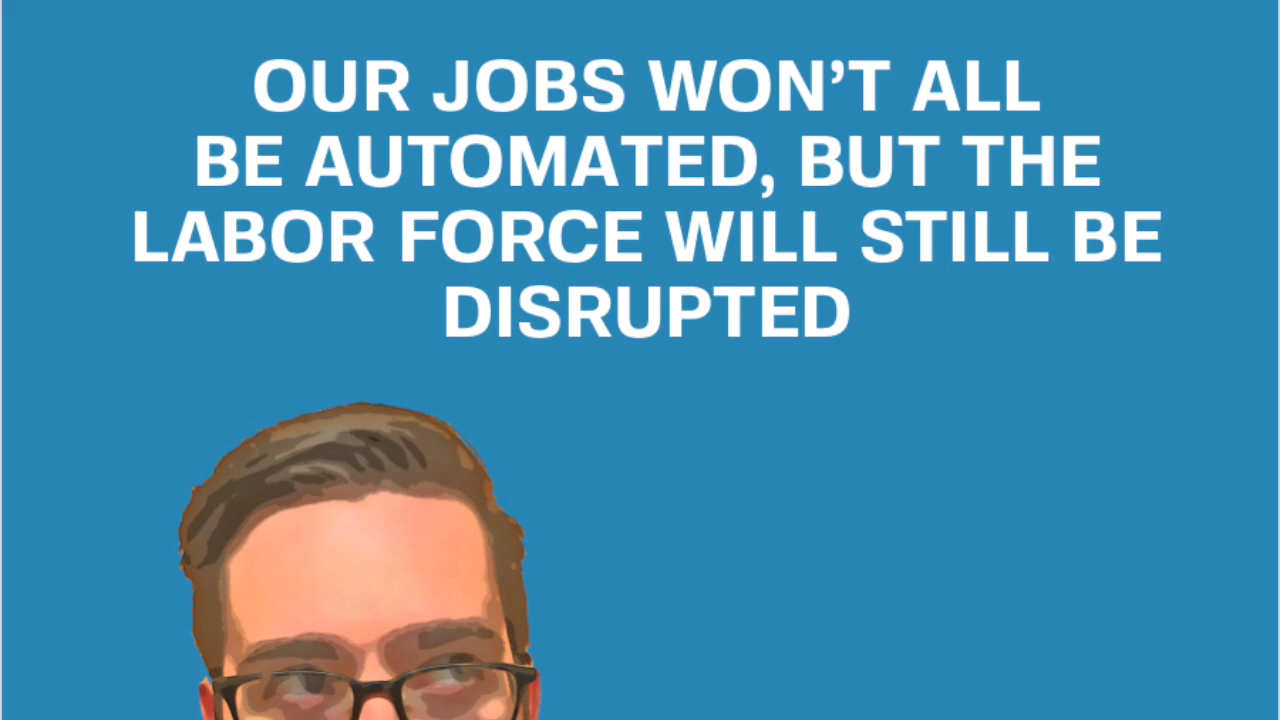 OUR JOBS WON’T ALL
BE AUTOMATED, BUT THE
LABOR FORCE WILL STILL BE
DISRUPTED